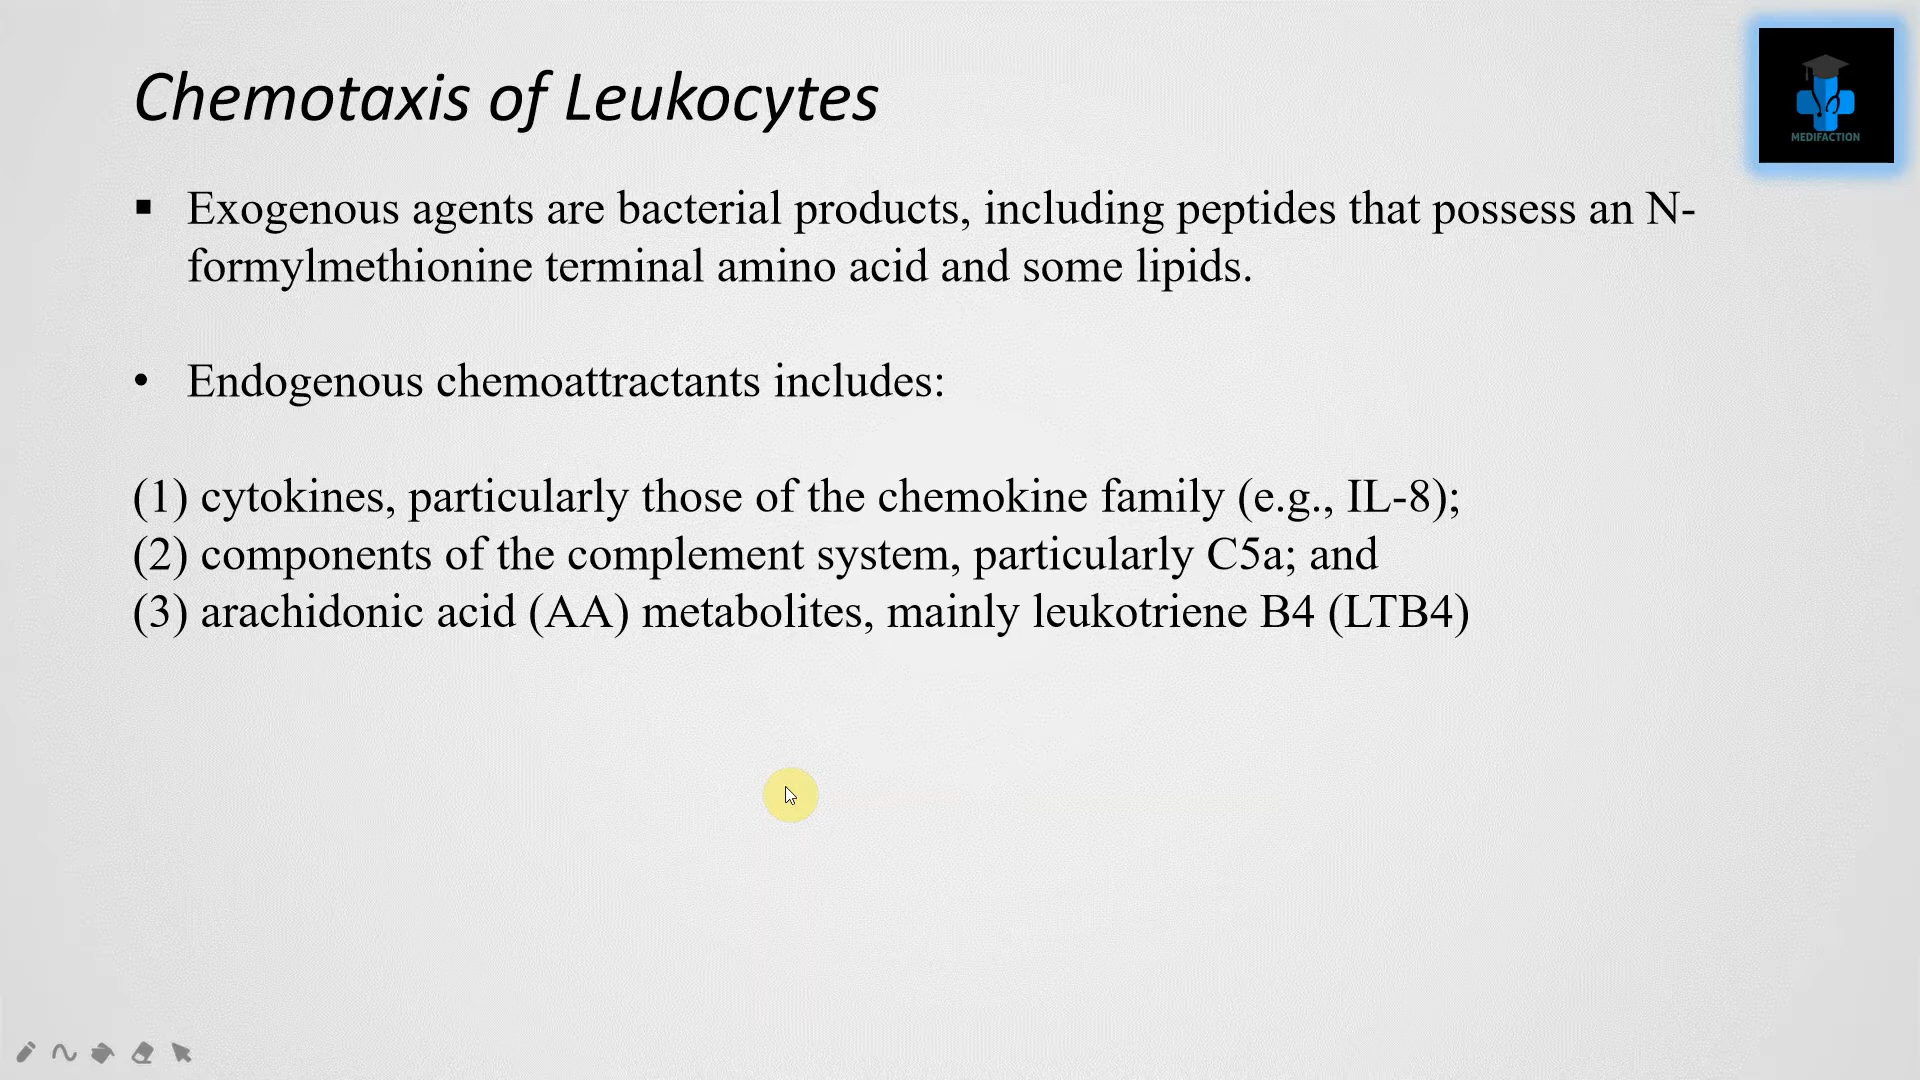 Chemotaxis of Leukocytes
MEDIFACTION
▪ Exogenous agents are bacterial products, including peptides that possess an N-
formylmethionine terminal amino acid and some lipids.
• Endogenous chemoattractants includes:
(1) cytokines, particularly those of the chemokine family (e.g., IL-8);
(2) components of the complement system, particularly C5a; and
(3) arachidonic acid (AA) metabolites, mainly leukotriene B4 (LTB4)